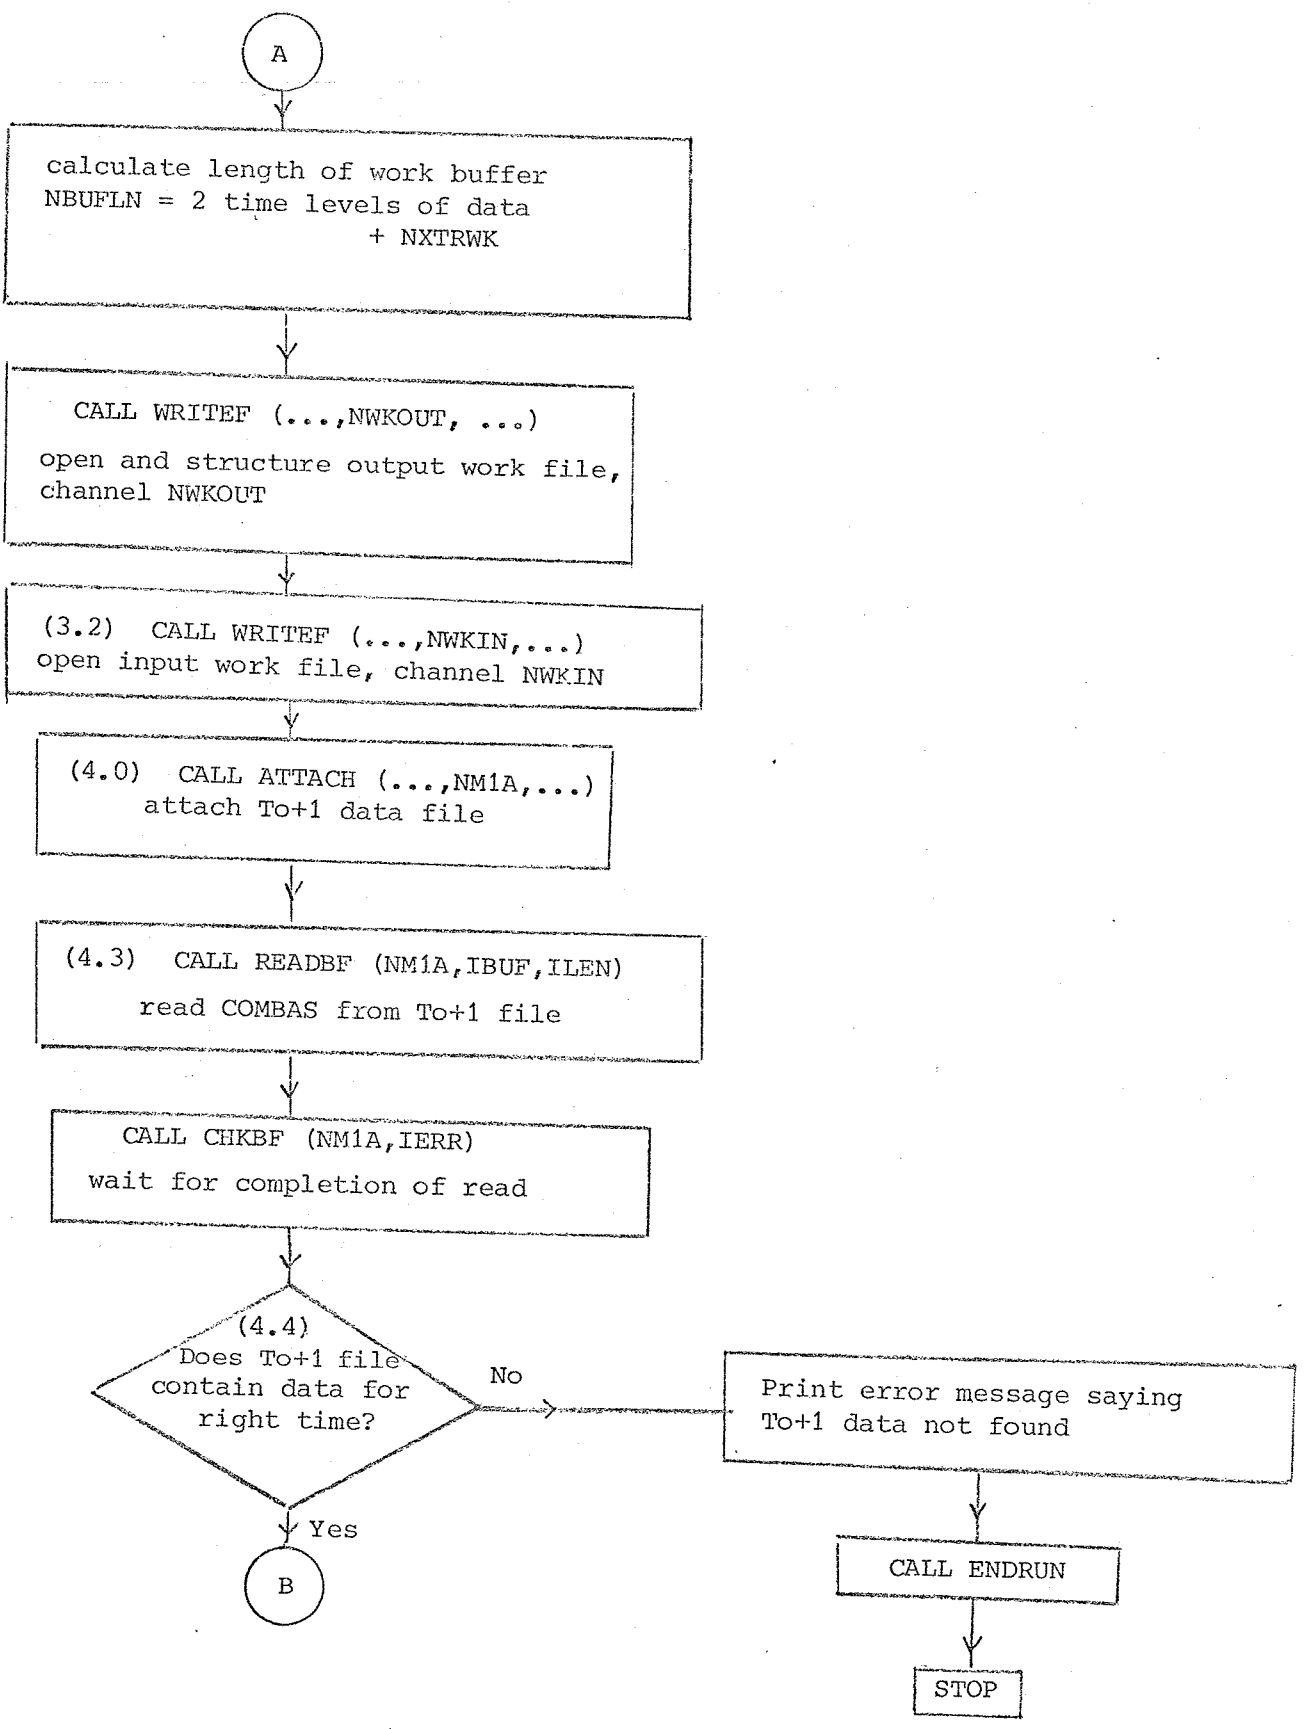 A
calculate length of work buffer
NBUFLN = 2 time levels of data
+ NXTRWK
CALL WRITEF (...,NWKOUT, ...)
open and structure output work file,
channel NWKOUT
(3.2) CALL WRITEF (...,NWKIN,...)
open input work file, channel NWKIN
(4.0) CALL ATTACH (...,NM1A,...)
attach To+1 data file
(4.3) CALL READBF (NM1A,IBUF,ILEN)
read COMBAS from To+1 file
CALL CHKBF (NM1A,IERR)
wait for completion of read
(4.4)
Does To+1 file
contain data for
right time?
No
Print error message saying
To+1 data not found
Yes
B
CALL ENDRUN
STOP